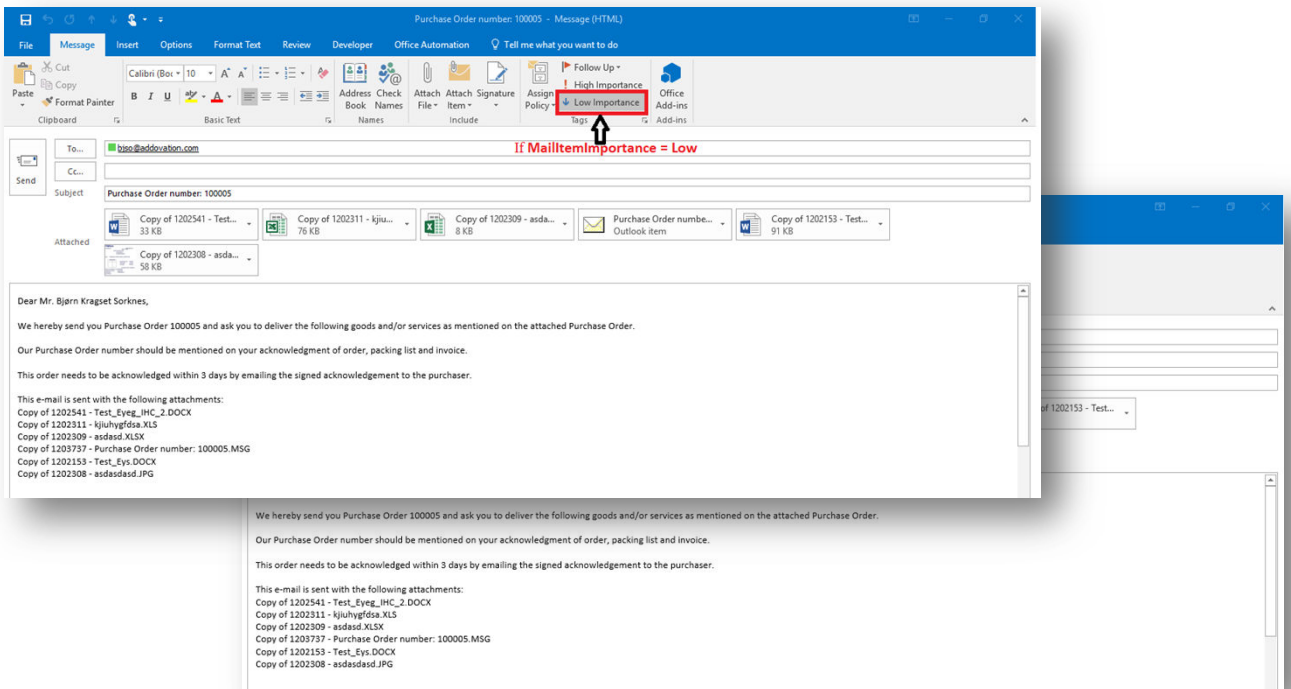 Purchase Order number: 100005 - Message (HTML)
File Message Insert Options Format Text Review Developer Office Automation Tell me what you want to do
Paste
Cut
Copy
Format Painter
Clipboard
Calibri (Boc 10
B I U
Basic Text
Address Book
Check Names
Names
Attach File
Attach Item
Signature
Include
Assign Policy
Follow Up
High Importance
Low Importance
Tags
Office Add-ins
Add-ins
If MailItemImportance = Low
Send
To... bjso@addovation.com
Cc...
Subject Purchase Order number: 100005
Attached
Copy of 1202541 - Test...
33 KB
Copy of 1202311 - kjiu...
76 KB
Copy of 1202309 - asda...
8 KB
Purchase Order numbe...
Outlook item
Copy of 1202153 - Test...
91 KB
Copy of 1202308 - asda...
58 KB
Dear Mr. Bjørn Kragset Sorknes,
We hereby send you Purchase Order 100005 and ask you to deliver the following goods and/or services as mentioned on the attached Purchase Order.
Our Purchase Order number should be mentioned on your acknowledgment of order, packing list and invoice.
This order needs to be acknowledged within 3 days by emailing the signed acknowledgement to the purchaser.
This e-mail is sent with the following attachments:
Copy of 1202541 - Test_Eyeg_IHC_2.DOCX
Copy of 1202311 - kjiuhygfdsa.XLS
Copy of 1202309 - asdasd.XLSX
Copy of 1203737 - Purchase Order number: 100005.MSG
Copy of 1202153 - Test_Eys.DOCX
Copy of 1202308 - asdasdasd.JPG
of 1202153 - Test...
We hereby send you Purchase Order 100005 and ask you to deliver the following goods and/or services as mentioned on the attached Purchase Order.
Our Purchase Order number should be mentioned on your acknowledgment of order, packing list and invoice.
This order needs to be acknowledged within 3 days by emailing the signed acknowledgement to the purchaser.
This e-mail is sent with the following attachments:
Copy of 1202541 - Test_Eyeg_IHC_2.DOCX
Copy of 1202311 - kjiuhygfdsa.XLS
Copy of 1202309 - asdasd.XLSX
Copy of 1203737 - Purchase Order number: 100005.MSG
Copy of 1202153 - Test_Eys.DOCX
Copy of 1202308 - asdasdasd.JPG